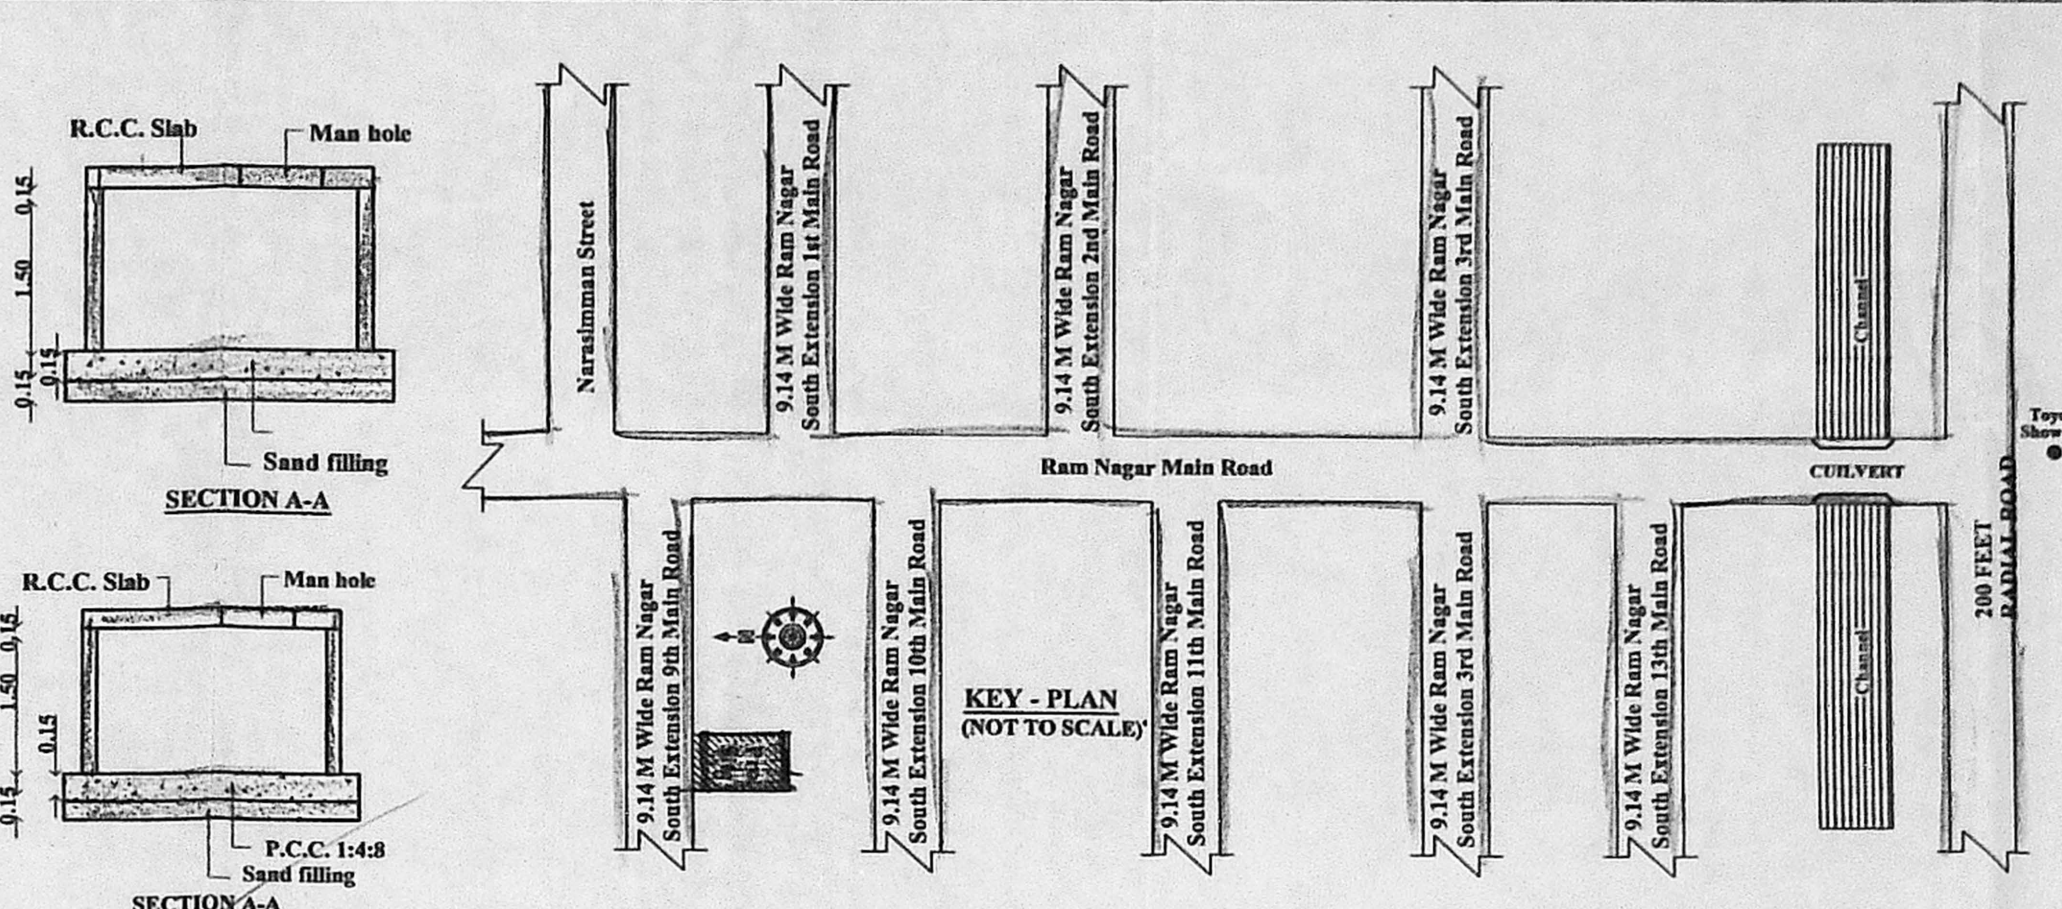 R.C.C. Slab
Man hole
0.15
1.50
0.15
0.15
Sand filling
SECTION A-A
R.C.C. Slab
Man hole
0.15
1.50
0.15
0.15
P.C.C. 1:4:8
Sand filling
SECTION A-A
Narashman Street
9.14 M Wide Ram Nagar
South Extension 1st Main Road
9.14 M Wide Ram Nagar
South Extension 2nd Main Road
9.14 M Wide Ram Nagar
South Extension 3rd Main Road
Channel
Toyo
Show
Ram Nagar Main Road
CUILVERT
200 FEET
RADIAL ROAD
9.14 M Wide Ram Nagar
South Extension 9th Main Road
N
9.14 M Wide Ram Nagar
South Extension 10th Main Road
KEY - PLAN
(NOT TO SCALE)
9.14 M Wide Ram Nagar
South Extension 11th Main Road
9.14 M Wide Ram Nagar
South Extension 3rd Main Road
9.14 M Wide Ram Nagar
South Extension 13th Main Road
Channel